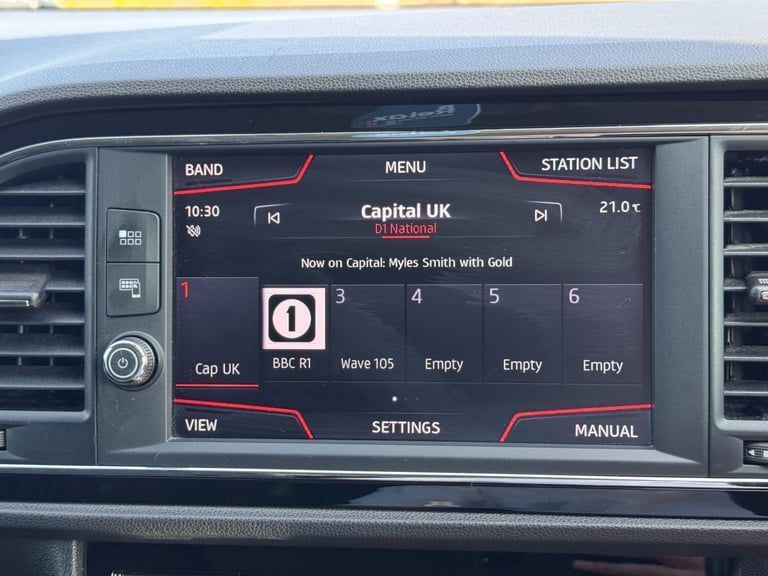 BAND
MENU
STATION LIST
10:30
Capital UK
21.0℃
D1 National
Now on Capital: Myles Smith with Gold
1
1
3
4
5
6
Cap UK
BBC R1
Wave 105
Empty
Empty
Empty
VIEW
SETTINGS
MANUAL